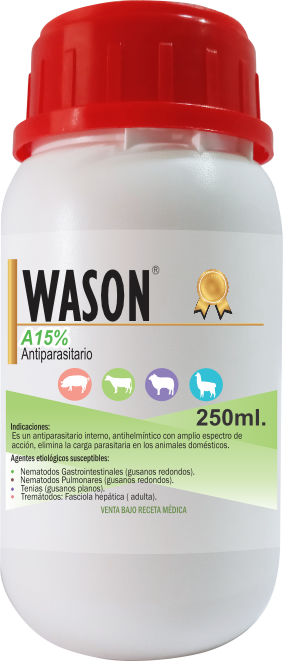 WASON®
A15%
Antiparasitario
250ml.
Indicaciones:
Es un antiparasitario interno, antihelmíntico con amplio espectro de
acción, elimina la carga parasitaria en los animales domésticos.
Agentes etiológicos susceptibles:
• Nematodos Gastrointestinales (gusanos redondos).
• Nematodos Pulmonares (gusanos redondos).
• Tenias (gusanos planos).
• Tremátodos: Fasciola hepática ( adulta).
VENTA BAJO RECETA MÉDICA